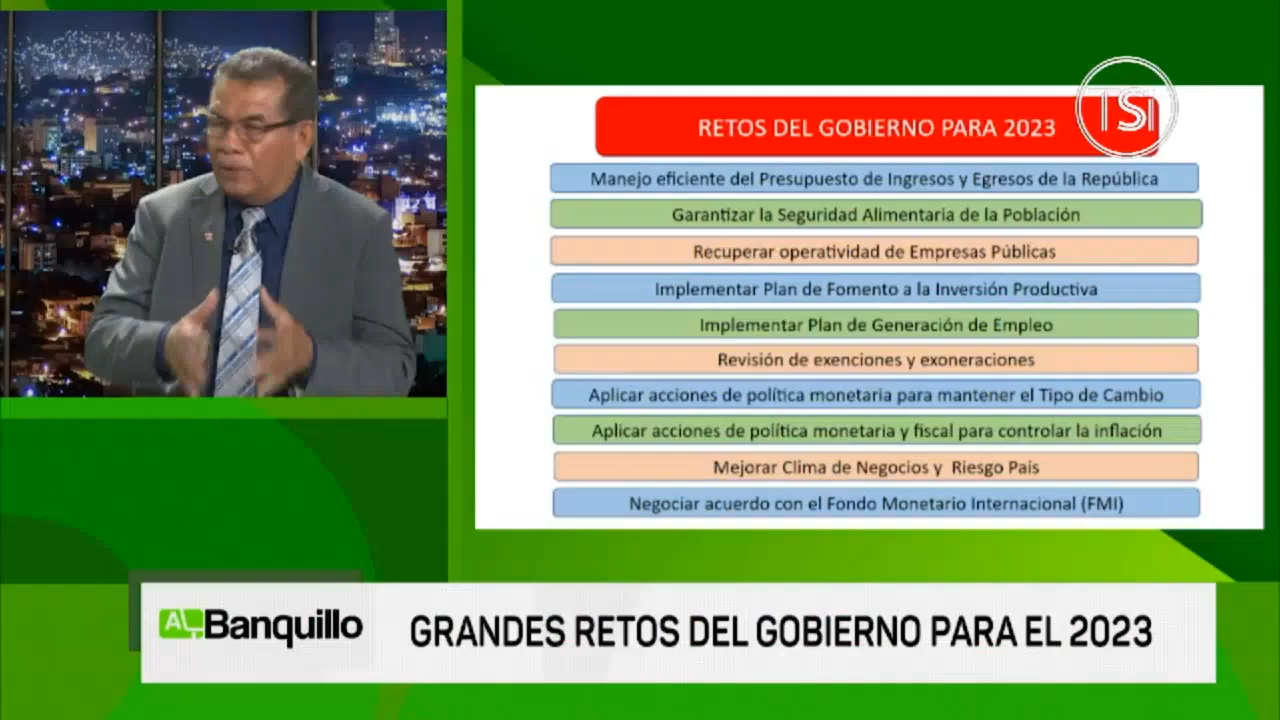 TSi
RETOS DEL GOBIERNO PARA 2023
Manejo eficiente del Presupuesto de Ingresos y Egresos de la República
Garantizar la Seguridad Alimentaria de la Población
Recuperar operatividad de Empresas Públicas
Implementar Plan de Fomento a la Inversión Productiva
Implementar Plan de Generación de Empleo
Revisión de exenciones y exoneraciones
Aplicar acciones de política monetaria para mantener el Tipo de Cambio
Aplicar acciones de política monetaria y fiscal para controlar la inflación
Mejorar Clima de Negocios y Riesgo País
Negociar acuerdo con el Fondo Monetario Internacional (FMI)
AL Banquillo
GRANDES RETOS DEL GOBIERNO PARA EL 2023